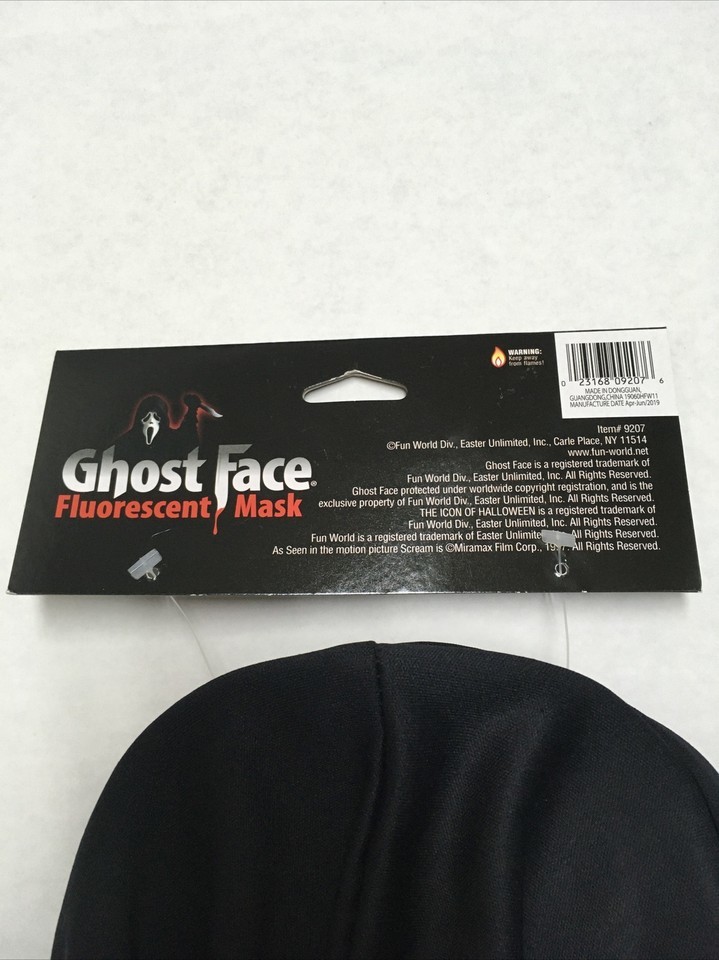 WARNING:
Keep away
from flames!
0 23168 09207 6
MADE IN DONGGUAN,
GUANGDONG,CHINA 19060HFW11
MANUFACTURE DATE Apr-Jun/2019
Ghost Face®
Fluorescent Mask
Item# 9207
©Fun World Div., Easter Unlimited, Inc., Carle Place, NY 11514
www.fun-world.net
Ghost Face is a registered trademark of
Fun World Div., Easter Unlimited, Inc. All Rights Reserved.
Ghost Face protected under worldwide copyright registration, and is the
exclusive property of Fun World Div., Easter Unlimited, Inc. All Rights Reserved.
THE ICON OF HALLOWEEN is a registered trademark of
Fun World Div., Easter Unlimited, Inc. All Rights Reserved.
Fun World is a registered trademark of Easter Unlimited, All Rights Reserved.
As Seen in the motion picture Scream is ©Miramax Film Corp., All Rights Reserved.